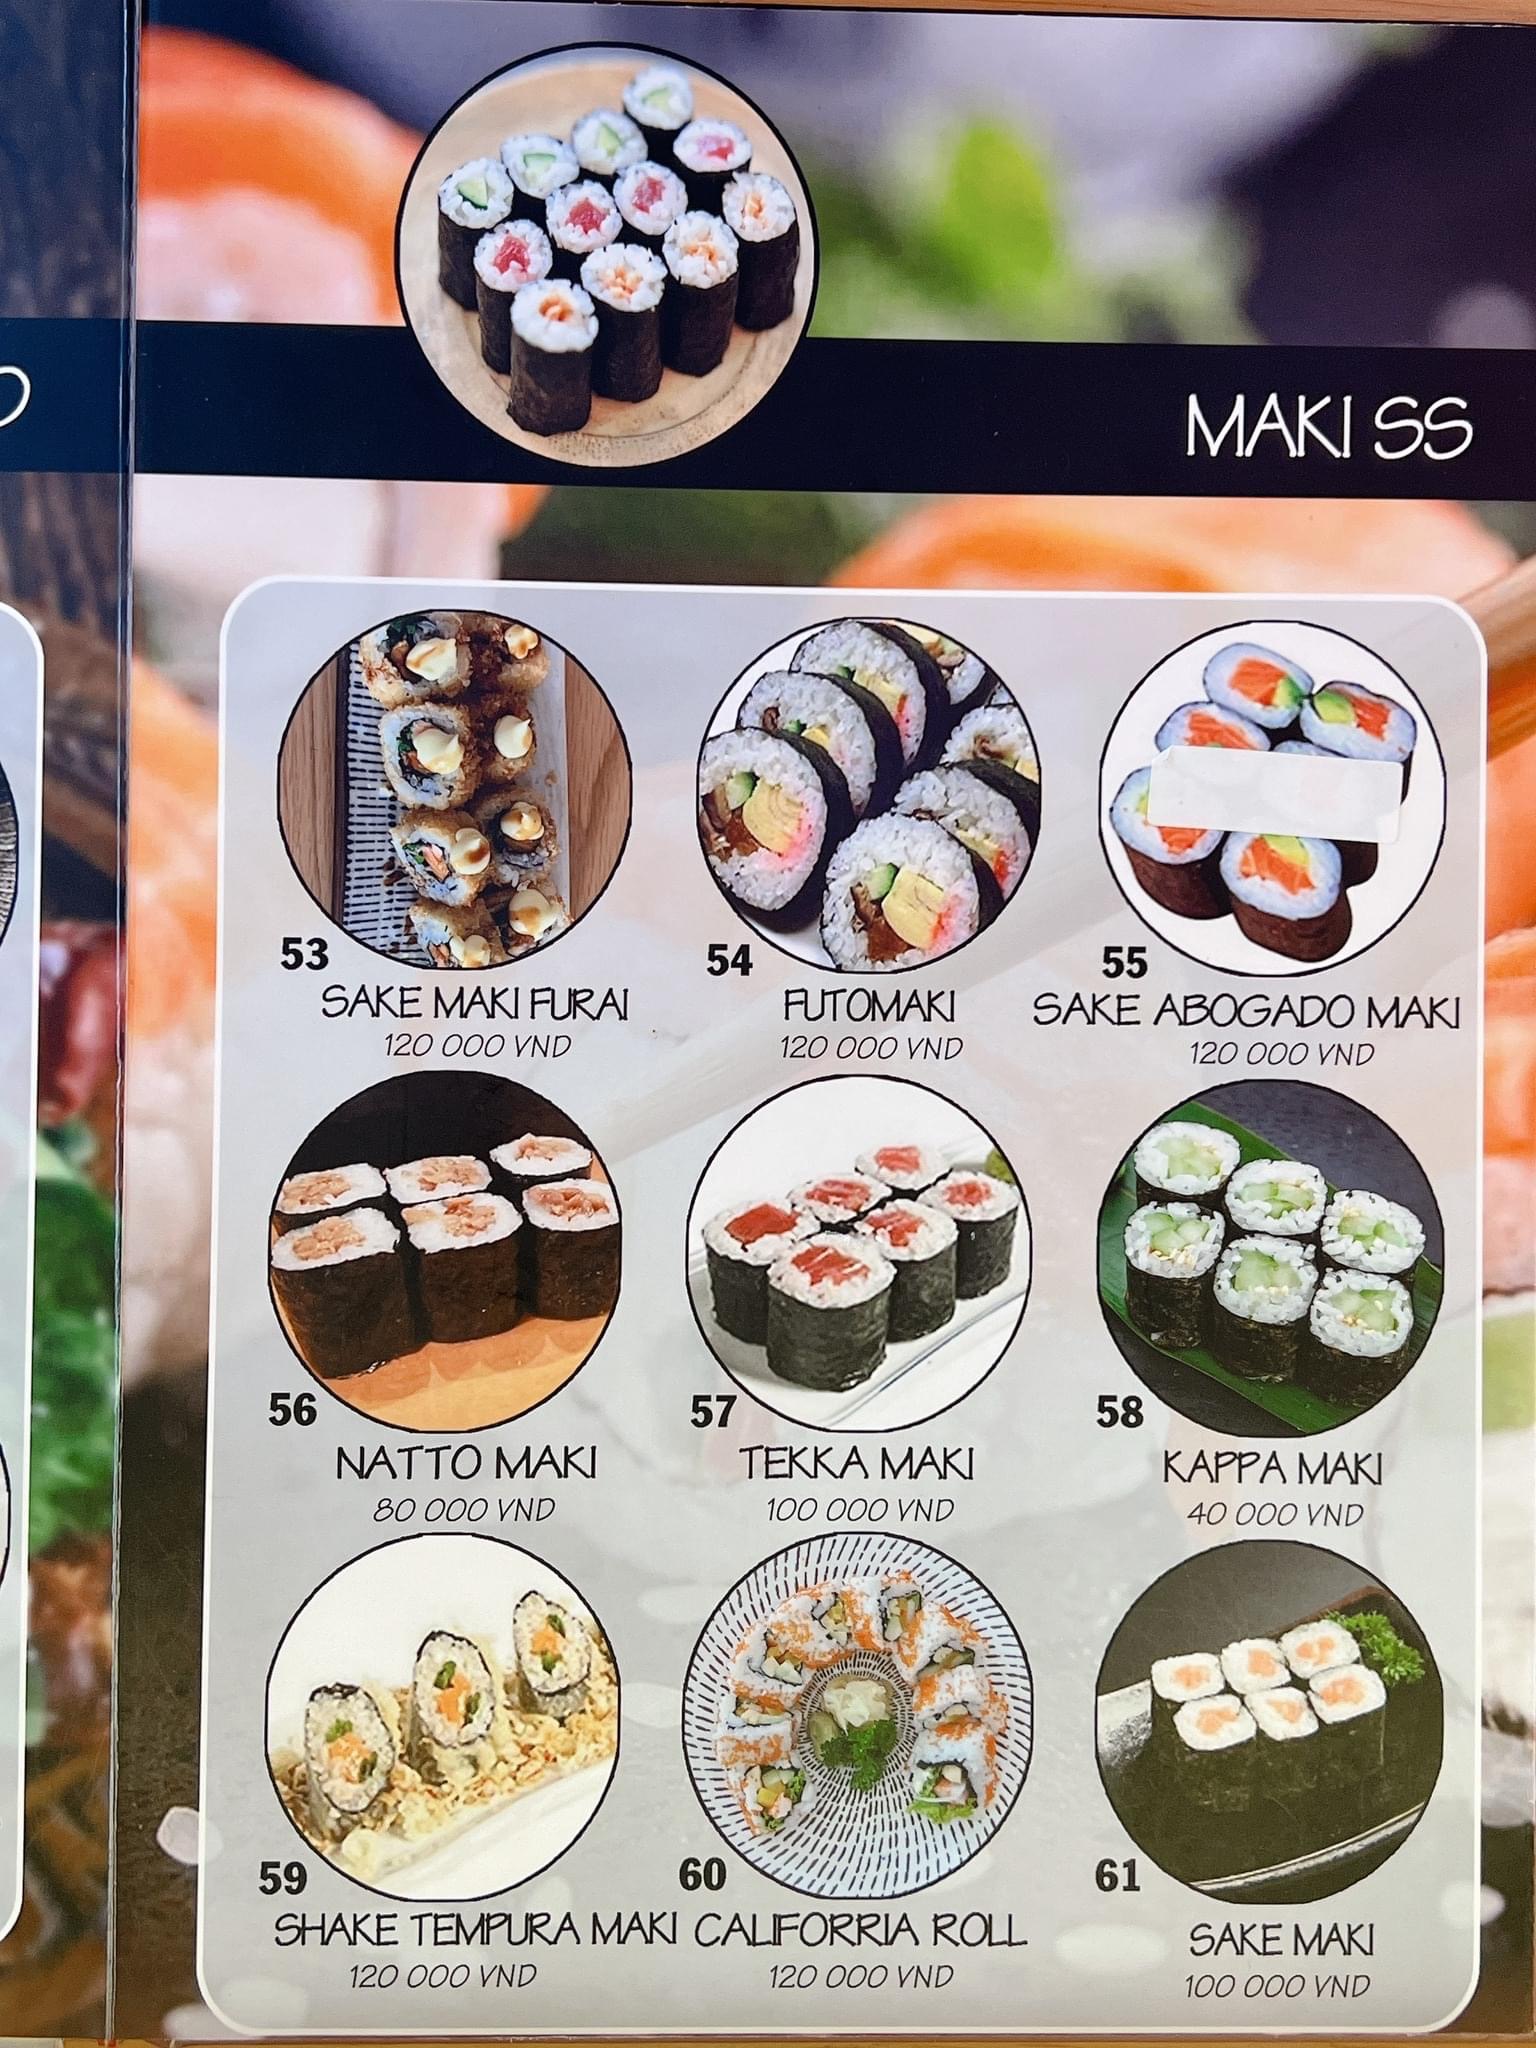 MAKI SS
53
SAKE MAKI FURAI
120 000 VND
54
FUTOMAKI
120 000 VND
55
SAKE ABOGADO MAKI
120 000 VND
56
NATTO MAKI
80 000 VND
57
TEKKA MAKI
100 000 VND
58
KAPPA MAKI
40 000 VND
59
SHAKE TEMPURA MAKI
120 000 VND
60
CALIFORRIA ROLL
120 000 VND
61
SAKE MAKI
100 000 VND